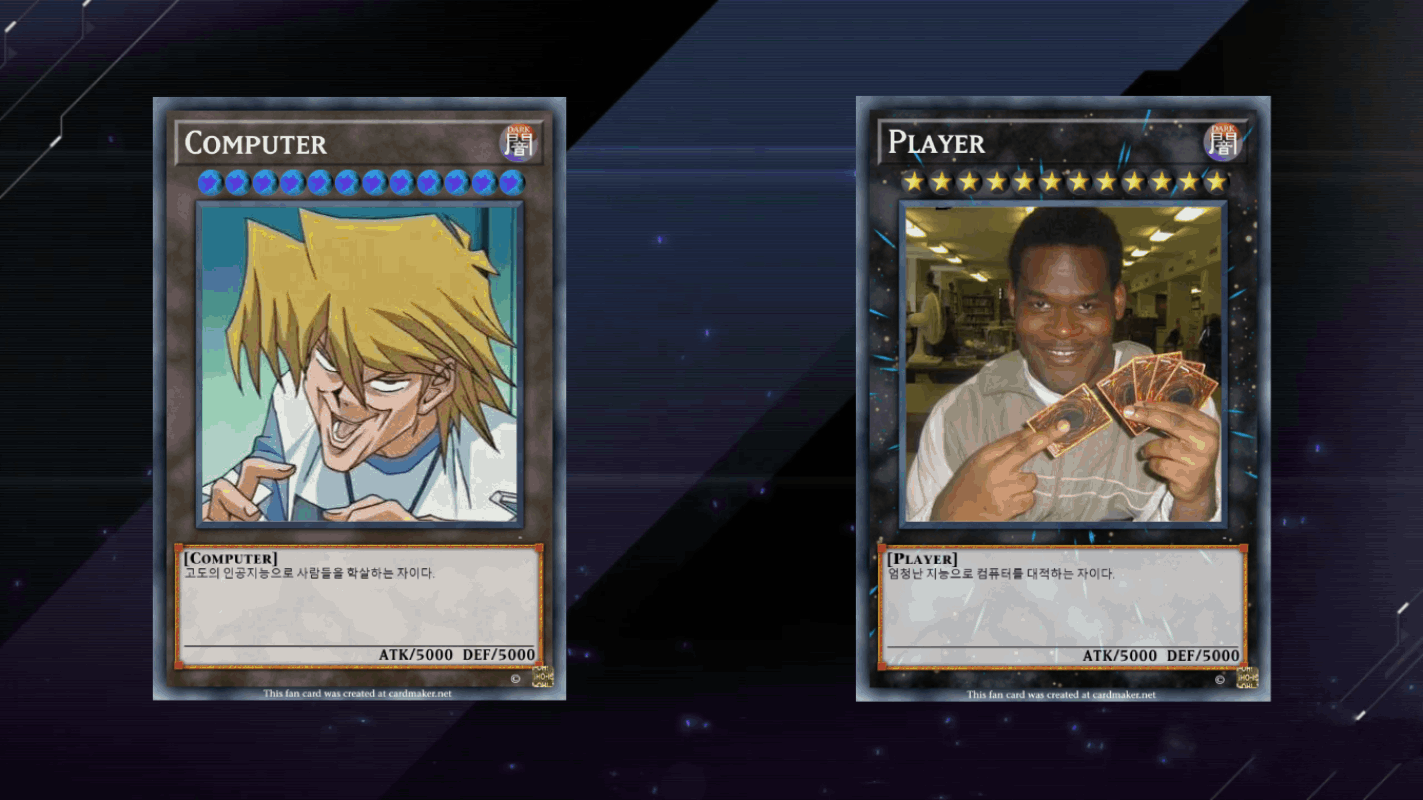 COMPUTER
DARK
闇
[COMPUTER]
고도의 인공지능으로 사람들을 학살하는 자이다.
ATK/5000 DEF/5000
©
This fan card was created at cardmaker.net
PLAYER
DARK
闇
[PLAYER]
엄청난 지능으로 컴퓨터를 대적하는 자이다.
ATK/5000 DEF/5000
©
This fan card was created at cardmaker.net